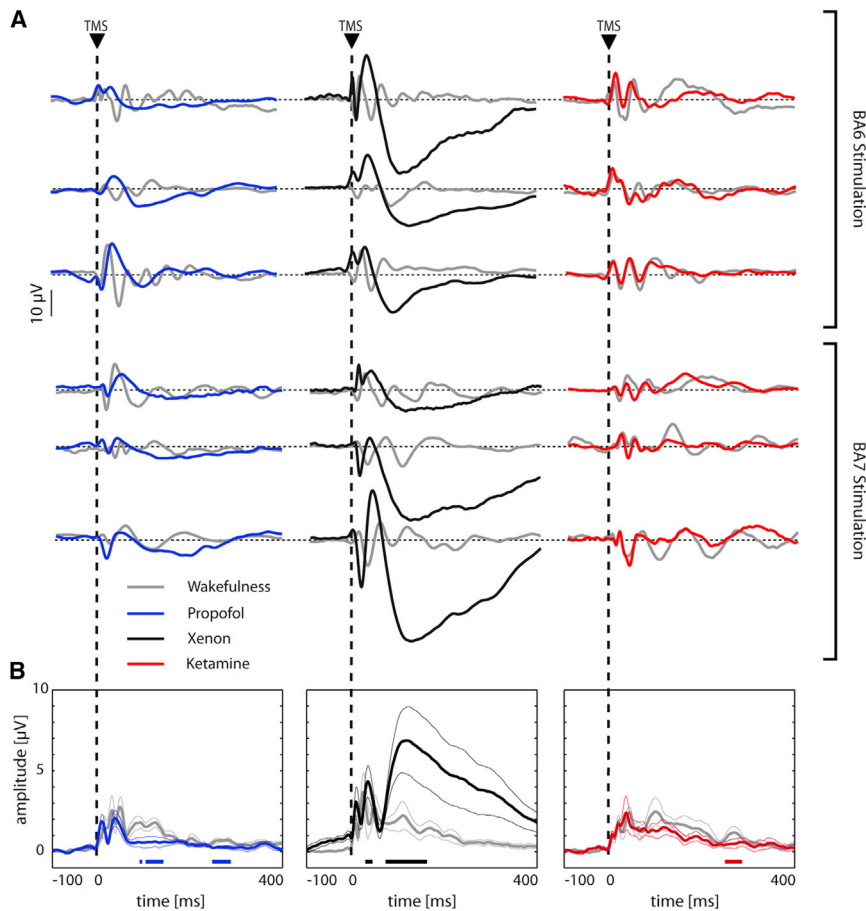 A
TMS TMS TMS
BA6 Stimulation
10 µV
BA7 Stimulation
Wakefulness
Propofol
Xenon
Ketamine
B
10
amplitude [µV]
5
0
-100 0 400 -100 0 400 -100 0 400
time [ms] time [ms] time [ms]